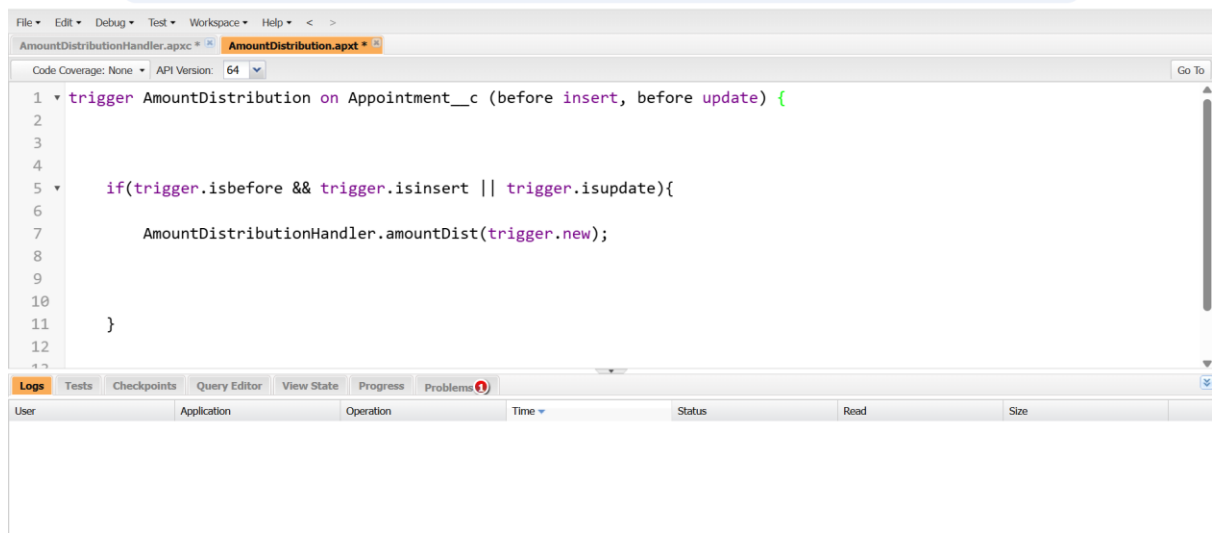 File Edit Debug Test Workspace Help < >
AmountDistributionHandler.apxc * AmountDistribution.apxt *
Code Coverage: None API Version: 64 Go To
1 trigger AmountDistribution on Appointment__c (before insert, before update) {
2
3
4
5 if(trigger.isbefore && trigger.isinsert || trigger.isupdate){
6
7 AmountDistributionHandler.amountDist(trigger.new);
8
9
10
11 }
12
Logs Tests Checkpoints Query Editor View State Progress Problems 1
User Application Operation Time Status Read Size